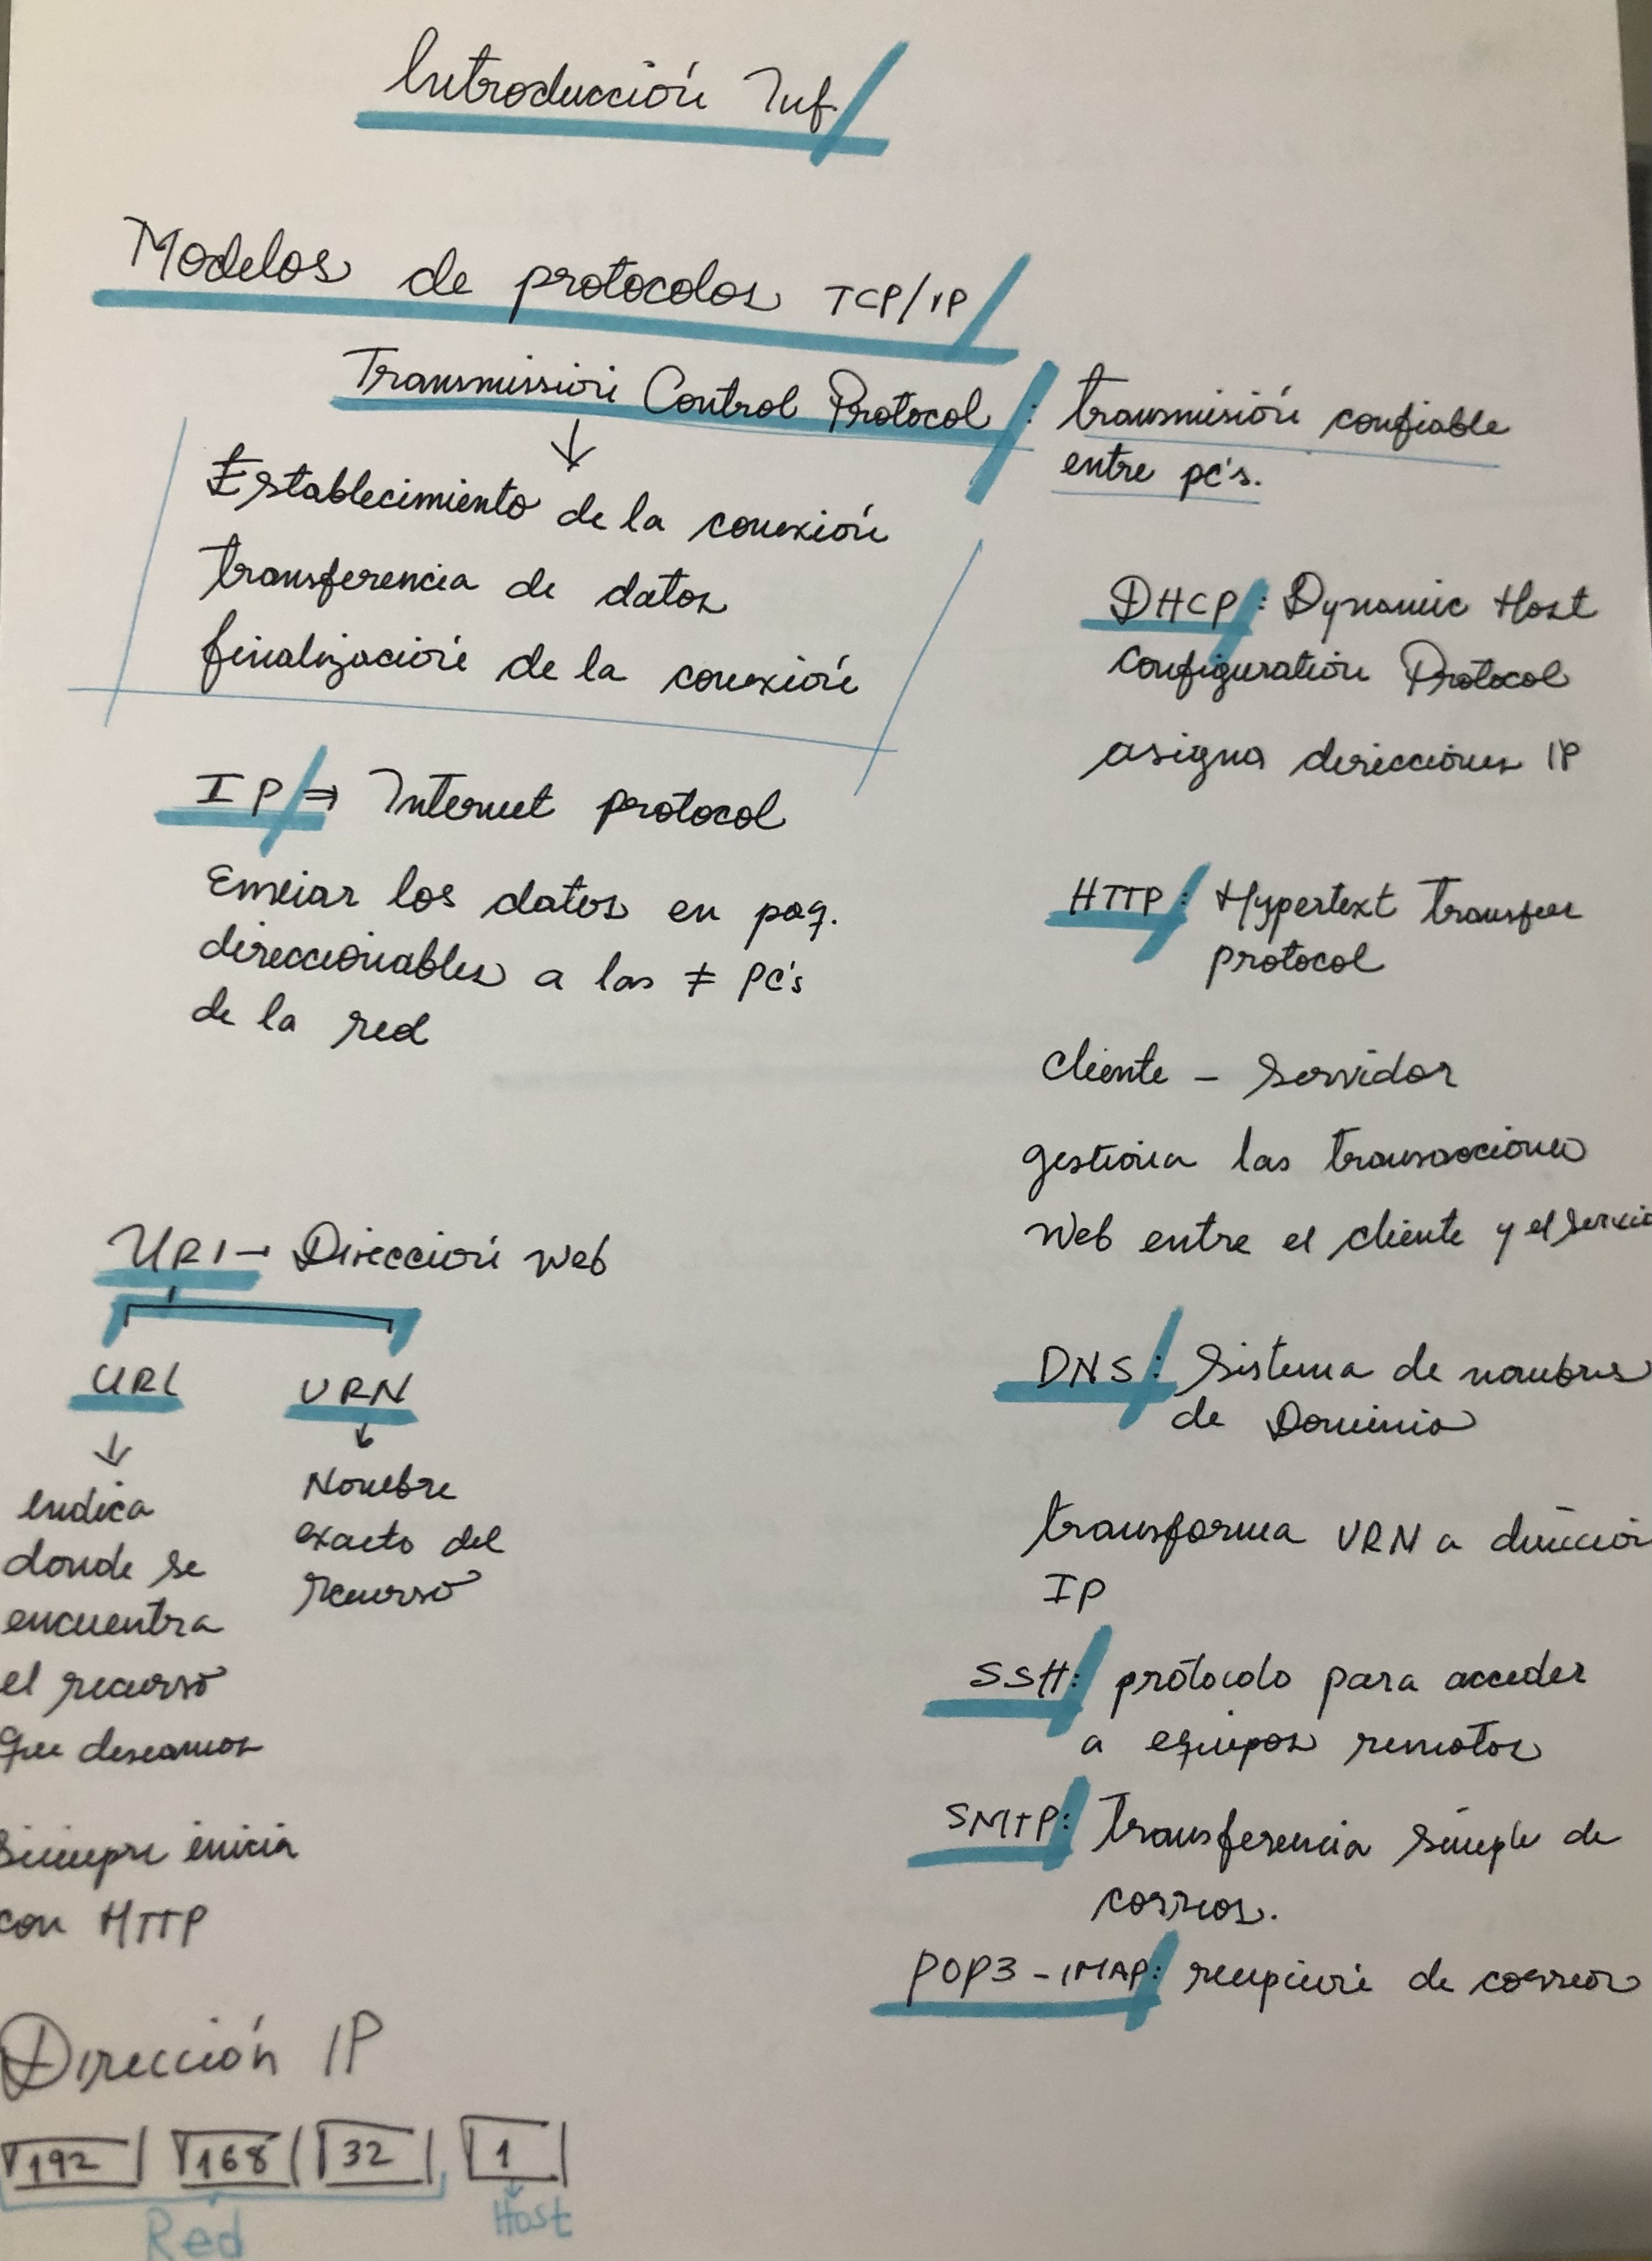 Introducción Inf.
Modelos de protocolos TCP/IP
Transmission Control Protocol : transmisión confiable
entre pc's.
↓
Establecimiento de la conexión
transferencia de datos
finalización de la conexión
IP ⇒ Internet protocol
Enviar los datos en paq.
direccionables a las ≠ PC's
de la red
URI → Dirección Web
URL
↓
indica
donde se
encuentra
el recurso
que deseamos
Siempre inicia
con HTTP
URN
↓
Nombre
exacto del
recurso
Dirección IP
192 168 32 1
Red Host
DHCP: Dynamic Host
Configuration Protocol
asigna direcciones IP
HTTP: Hypertext transfer
protocol
Cliente - Servidor
gestiona las transacciones
Web entre el cliente y el servi
DNS: Sistema de nombres
de Dominio
transforma URN a dirección
IP
SSH: protocolo para acceder
a equipos remotos
SMTP: Transferencia simple de
correos.
POP3 - IMAP: recepción de correos